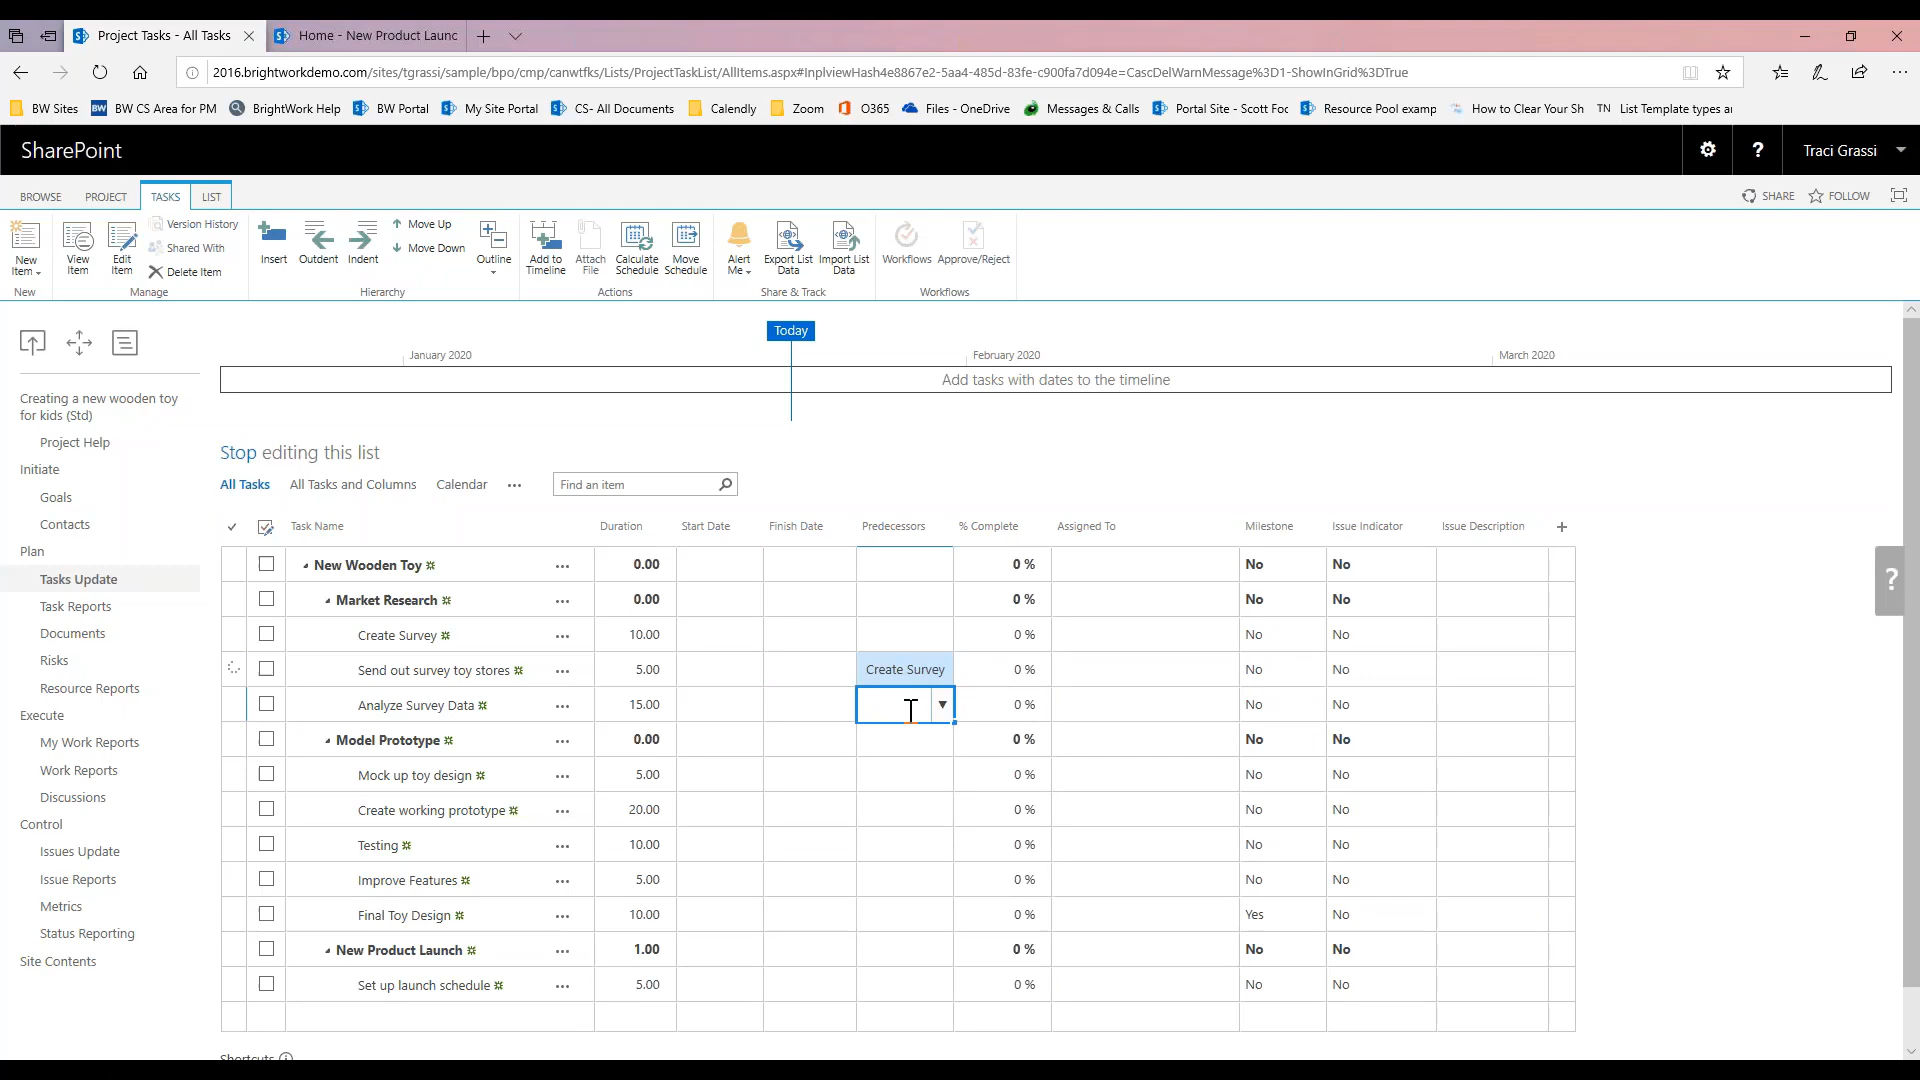 Project Tasks - All Tasks
Home - New Product Launc
2016.brightworkdemo.com/sites/tgrassi/sample/bpo/cmp/canwtfks/Lists/ProjectTaskList/AllItems.aspx#InplviewHash4e8867e2-5aa4-485d-83fe-c900fa7d094e=CascDelWarnMessage%3D1-ShowInGrid%3DTrue
BW Sites BW BW CS Area for PM BrightWork Help BW Portal My Site Portal CS- All Documents Calendly Zoom O365 Files - OneDrive Messages & Calls Portal Site - Scott Foc Resource Pool examp How to Clear Your Sh TN List Template types ar
SharePoint
? Traci Grassi
BROWSE PROJECT TASKS LIST SHARE FOLLOW
New Item
View Item
Edit Item
Version History
Shared With
Delete Item
Insert
Outdent
Indent
Move Up
Move Down
Outline
Add to Timeline
Attach File
Calculate Schedule
Move Schedule
Alert Me
Export List Data
Import List Data
Workflows
Approve/Reject
New Manage Hierarchy Actions Share & Track Workflows
Today
January 2020 February 2020 March 2020
Add tasks with dates to the timeline
Creating a new wooden toy
for kids (Std)
Project Help
Initiate
Goals
Contacts
Plan
Tasks Update
Task Reports
Documents
Risks
Resource Reports
Execute
My Work Reports
Work Reports
Discussions
Control
Issues Update
Issue Reports
Metrics
Status Reporting
Site Contents
Stop editing this list
All Tasks All Tasks and Columns Calendar ··· Find an item
Task Name Duration Start Date Finish Date Predecessors % Complete Assigned To Milestone Issue Indicator Issue Description +
New Wooden Toy ... 0.00 0 % No No
Market Research ... 0.00 0 % No No
Create Survey ... 10.00 0 % No No
Send out survey toy stores ... 5.00 Create Survey 0 % No No
Analyze Survey Data ... 15.00 0 % No No
Model Prototype ... 0.00 0 % No No
Mock up toy design ... 5.00 0 % No No
Create working prototype ... 20.00 0 % No No
Testing ... 10.00 0 % No No
Improve Features ... 5.00 0 % No No
Final Toy Design ... 10.00 0 % Yes No
New Product Launch ... 1.00 0 % No No
Set up launch schedule ... 5.00 0 % No No
Shortcuts
?